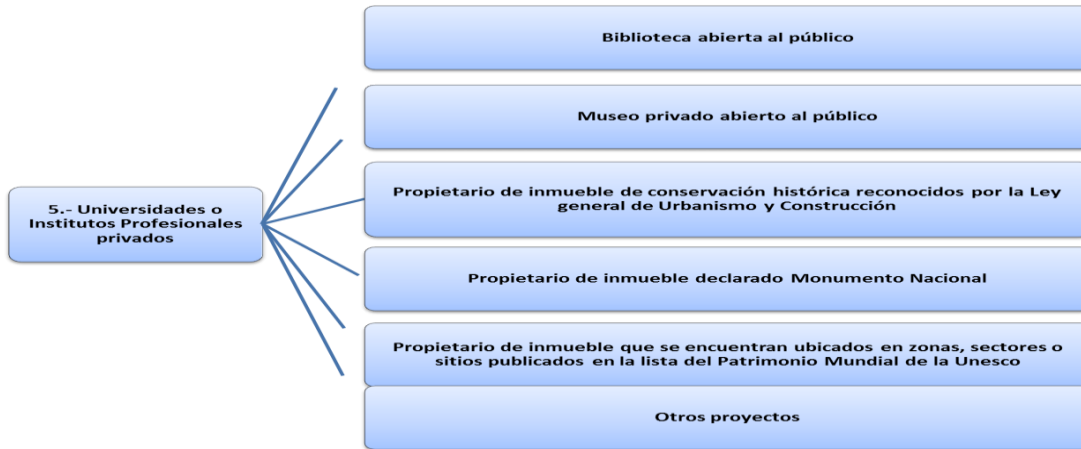 Biblioteca abierta al público
Museo privado abierto al público
5.- Universidades o
Institutos Profesionales
privados
Propietario de inmueble de conservación histórica reconocidos por la Ley
general de Urbanismo y Construcción
Propietario de inmueble declarado Monumento Nacional
Propietario de inmueble que se encuentran ubicados en zonas, sectores o
sitios publicados en la lista del Patrimonio Mundial de la Unesco
Otros proyectos